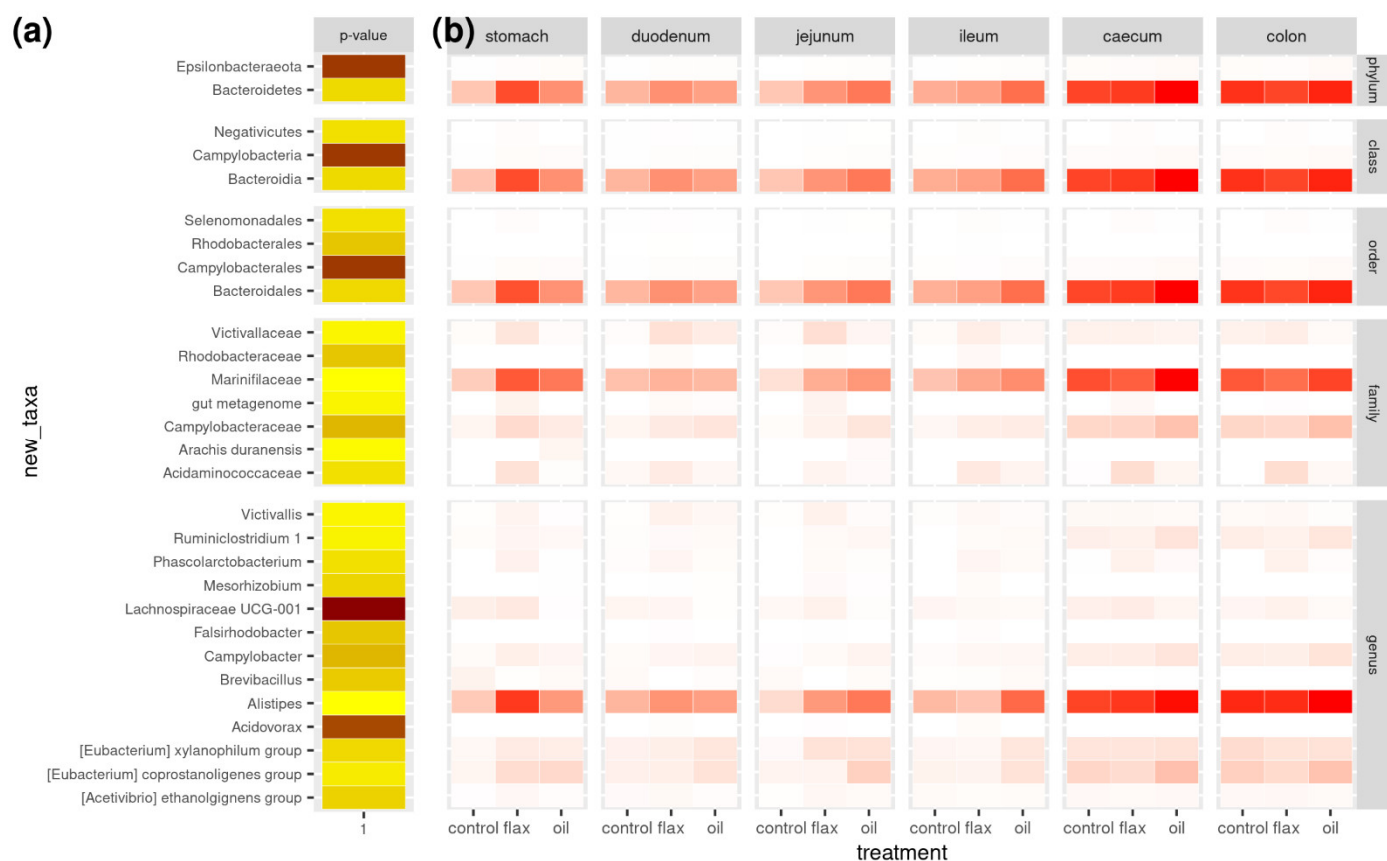 (a)
p-value
(b)
stomach
duodenum
jejunum
ileum
caecum
colon
Epsilonbacteraeota
Bacteroidetes
phylum
Negativicutes
Campylobacteria
Bacteroidia
class
Selenomonadales
Rhodobacterales
Campylobacterales
Bacteroidales
order
Victivallaceae
Rhodobacteraceae
Marinifilaceae
gut metagenome
Campylobacteraceae
Arachis duranensis
Acidaminococcaceae
family
new_taxa
Victivallis
Ruminiclostridium 1
Phascolarctobacterium
Mesorhizobium
Lachnospiraceae UCG-001
Falsirhodobacter
Campylobacter
Brevibacillus
Alistipes
Acidovorax
[Eubacterium] xylanophilum group
[Eubacterium] coprostanoligenes group
[Acetivibrio] ethanolgignens group
genus
1
control flax oil
control flax oil
control flax oil
control flax oil
control flax oil
control flax oil
treatment